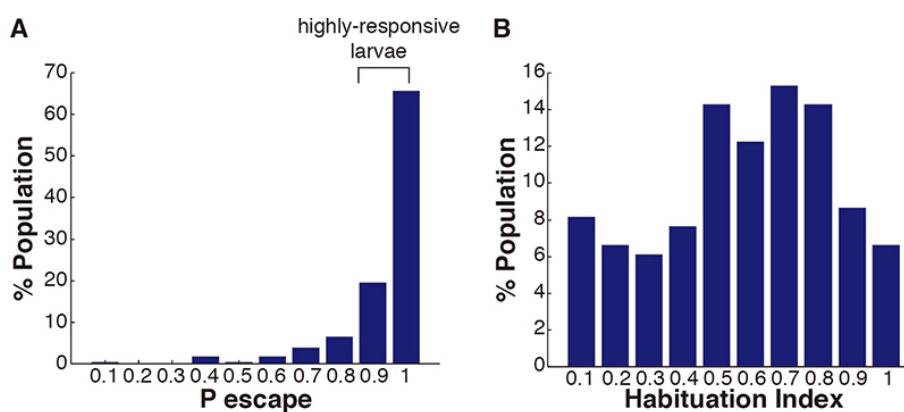 A
highly-responsive
larvae
% Population
70
60
50
40
30
20
10
0
0.1 0.2 0.3 0.4 0.5 0.6 0.7 0.8 0.9 1
P escape
B
% Population
16
14
12
10
8
6
4
2
0
0.1 0.2 0.3 0.4 0.5 0.6 0.7 0.8 0.9 1
Habituation Index